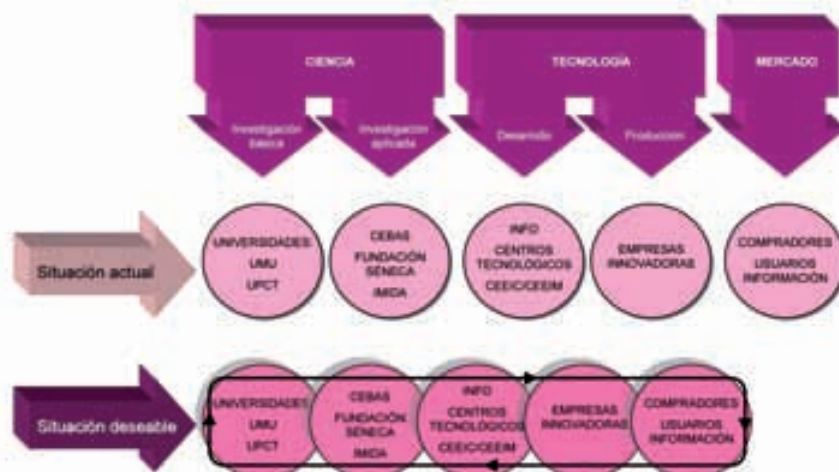 CIENCIA
TECNOLOGÍA
MERCADO
Investigación
básica
Investigación
aplicada
Desarrollo
Produccion
Situación actual
UNIVERSIDADES
UMU
UPCT
CEBAS
FUNDACIÓN
SENECA
IMIDA
INFO
CENTROS
TECNOLÓGICOS
CEEIC/CEEIM
EMPRESAS
INNOVADORAS
COMPRADORES
USUARIOS
INFORMACIÓN
Situación deseable
UNIVERSIDADES
UMU
UPCT
CEBAS
FUNDACIÓN
SENECA
IMIDA
INFO
CENTROS
TECNOLÓGICOS
CEEIC/CEEIM
EMPRESAS
INNOVADORAS
COMPRADORES
USUARIOS
INFORMACIÓN